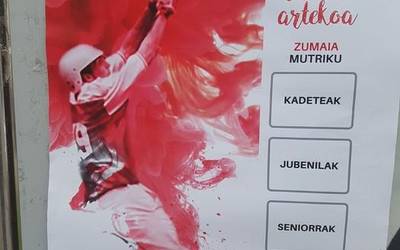 artekoa
ZUMAIA
MUTRIKU
KADETEAK
JUBENILAK
SENIORRAK